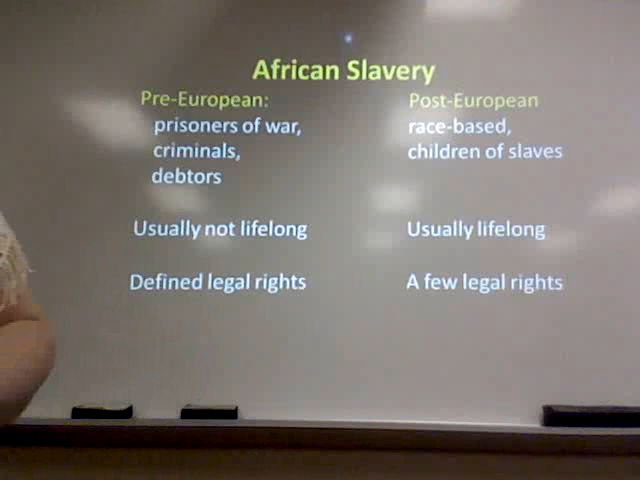 African Slavery
Pre-European:
prisoners of war,
criminals,
debtors
Usually not lifelong
Defined legal rights
Post-European
race-based,
children of slaves
Usually lifelong
A few legal rights